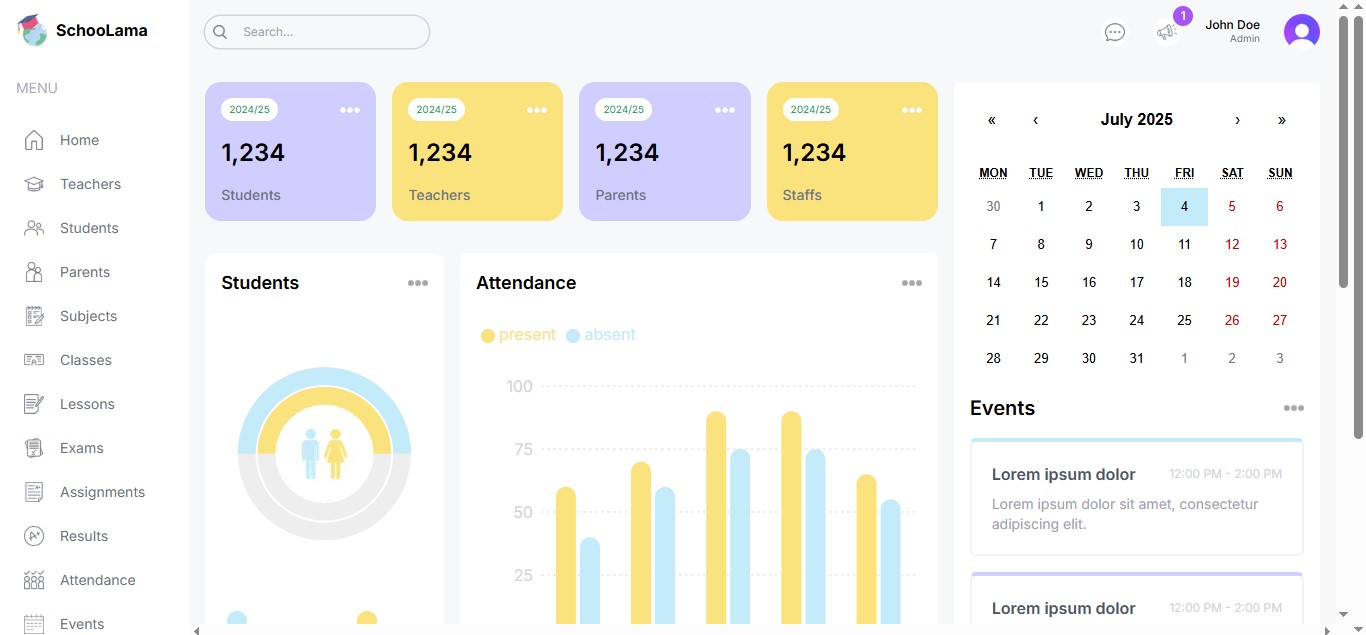 SchooLama
Search...
1
John Doe
Admin
MENU
Home
Teachers
Students
Parents
Subjects
Classes
Lessons
Exams
Assignments
Results
Attendance
Events
2024/25
1,234
Students
2024/25
1,234
Teachers
2024/25
1,234
Parents
2024/25
1,234
Staffs
Students
Attendance
present absent
100
75
50
25
« ‹ July 2025 › »
MON TUE WED THU FRI SAT SUN
30 1 2 3 4 5 6
7 8 9 10 11 12 13
14 15 16 17 18 19 20
21 22 23 24 25 26 27
28 29 30 31 1 2 3
Events
Lorem ipsum dolor 12:00 PM - 2:00 PM
Lorem ipsum dolor sit amet, consectetur
adipiscing elit.
Lorem ipsum dolor 12:00 PM - 2:00 PM